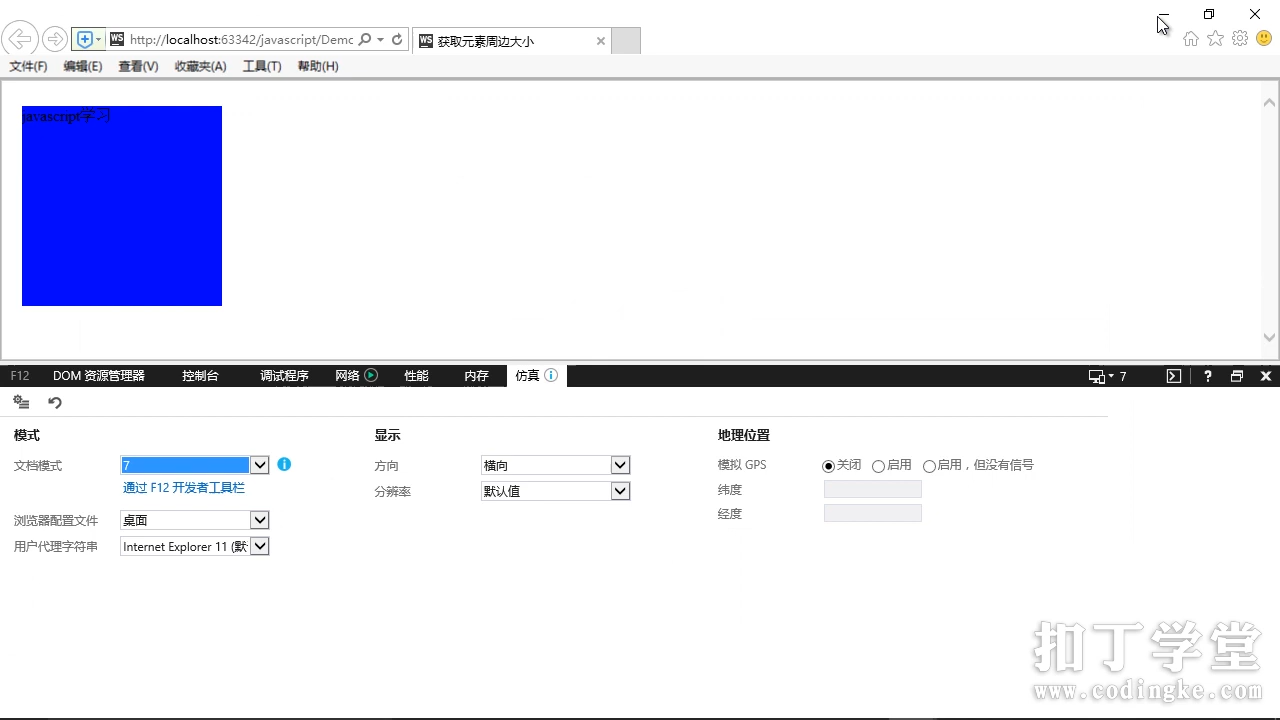 http://localhost:63342/javascript/Demo
WS 获取元素周边大小
文件(F) 编辑(E) 查看(V) 收藏夹(A) 工具(T) 帮助(H)
javascript学习
F12 DOM 资源管理器 控制台 调试程序 网络 性能 内存 仿真 7
模式 显示 地理位置
文档模式 7 方向 横向 模拟 GPS 关闭 启用 启用，但没有信号
通过 F12 开发者工具栏 分辨率 默认值 纬度
经度
浏览器配置文件 桌面
用户代理字符串 Internet Explorer 11 (默
扣丁学堂
www.codingke.com